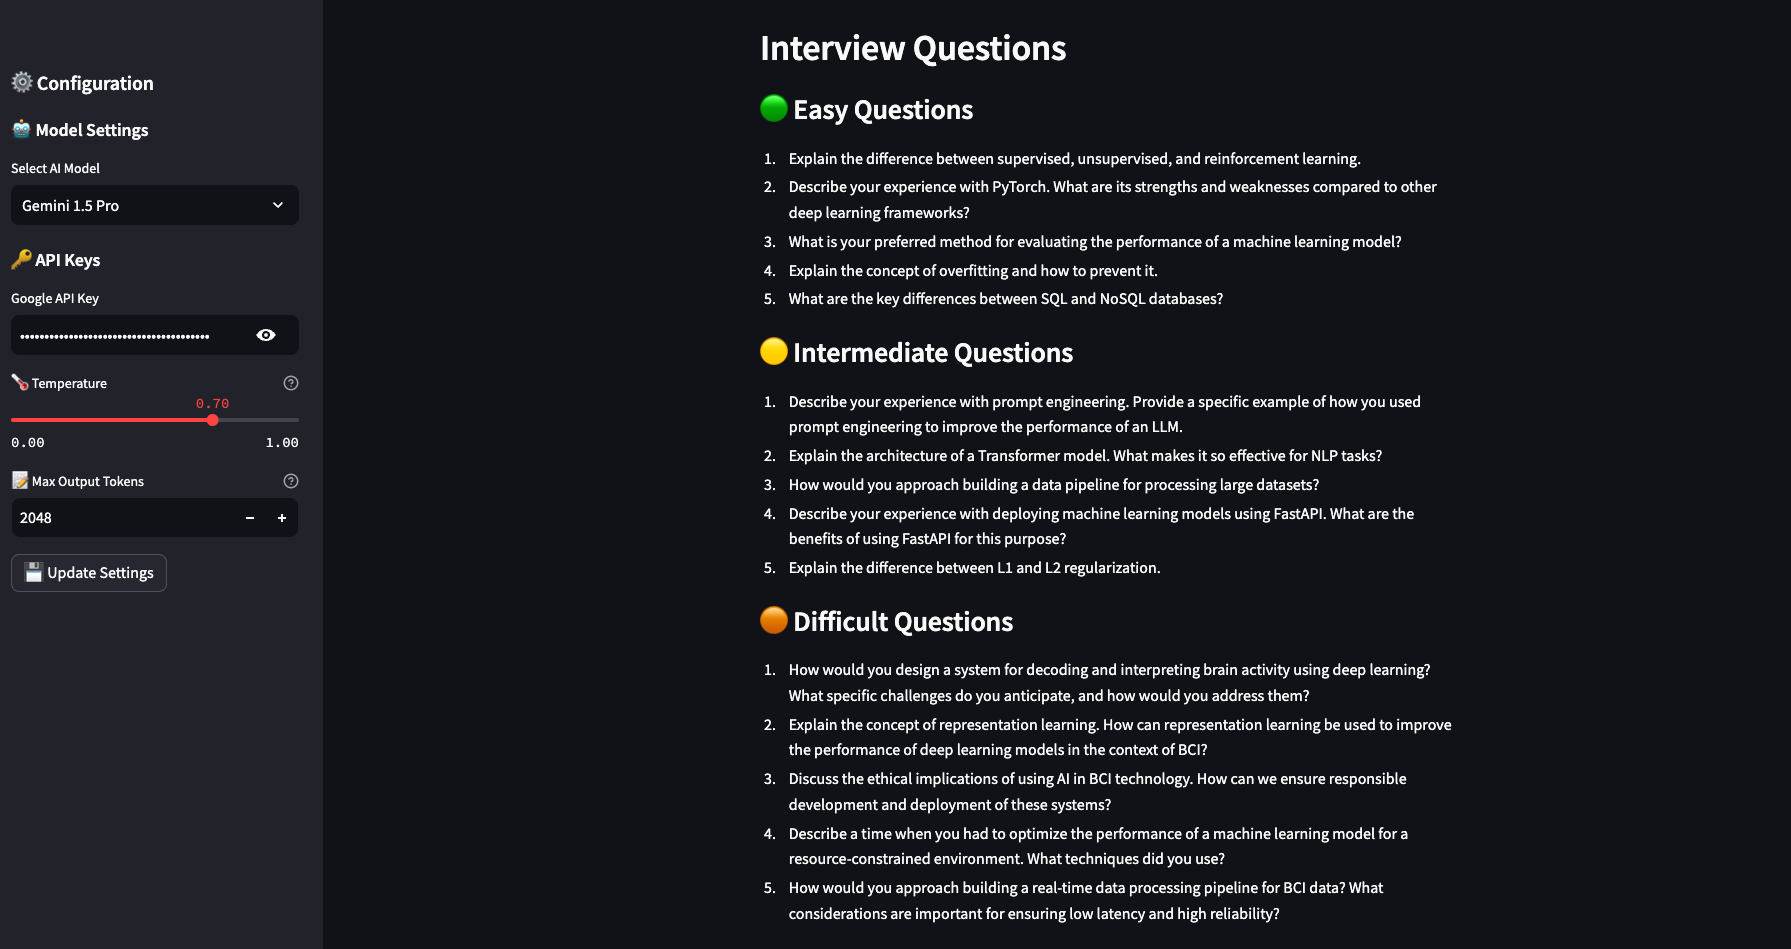 Configuration
Model Settings
Select AI Model
Gemini 1.5 Pro
API Keys
Google API Key
••••••••••••••••••••••••••••••••••••••
Temperature
0.70
0.00 1.00
Max Output Tokens
2048 − +
Update Settings
Interview Questions
Easy Questions
1. Explain the difference between supervised, unsupervised, and reinforcement learning.
2. Describe your experience with PyTorch. What are its strengths and weaknesses compared to other
deep learning frameworks?
3. What is your preferred method for evaluating the performance of a machine learning model?
4. Explain the concept of overfitting and how to prevent it.
5. What are the key differences between SQL and NoSQL databases?
Intermediate Questions
1. Describe your experience with prompt engineering. Provide a specific example of how you used
prompt engineering to improve the performance of an LLM.
2. Explain the architecture of a Transformer model. What makes it so effective for NLP tasks?
3. How would you approach building a data pipeline for processing large datasets?
4. Describe your experience with deploying machine learning models using FastAPI. What are the
benefits of using FastAPI for this purpose?
5. Explain the difference between L1 and L2 regularization.
Difficult Questions
1. How would you design a system for decoding and interpreting brain activity using deep learning?
What specific challenges do you anticipate, and how would you address them?
2. Explain the concept of representation learning. How can representation learning be used to improve
the performance of deep learning models in the context of BCI?
3. Discuss the ethical implications of using AI in BCI technology. How can we ensure responsible
development and deployment of these systems?
4. Describe a time when you had to optimize the performance of a machine learning model for a
resource-constrained environment. What techniques did you use?
5. How would you approach building a real-time data processing pipeline for BCI data? What
considerations are important for ensuring low latency and high reliability?